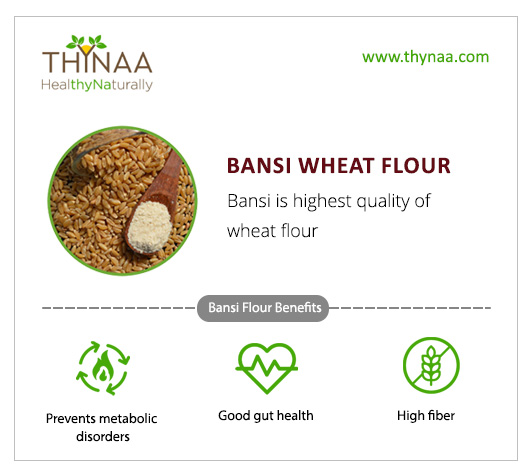 THYNAA
HealthyNaturally
www.thynaa.com
BANSI WHEAT FLOUR
Bansi is highest quality of
wheat flour
Bansi Flour Benefits
Prevents metabolic
disorders
Good gut health
High fiber